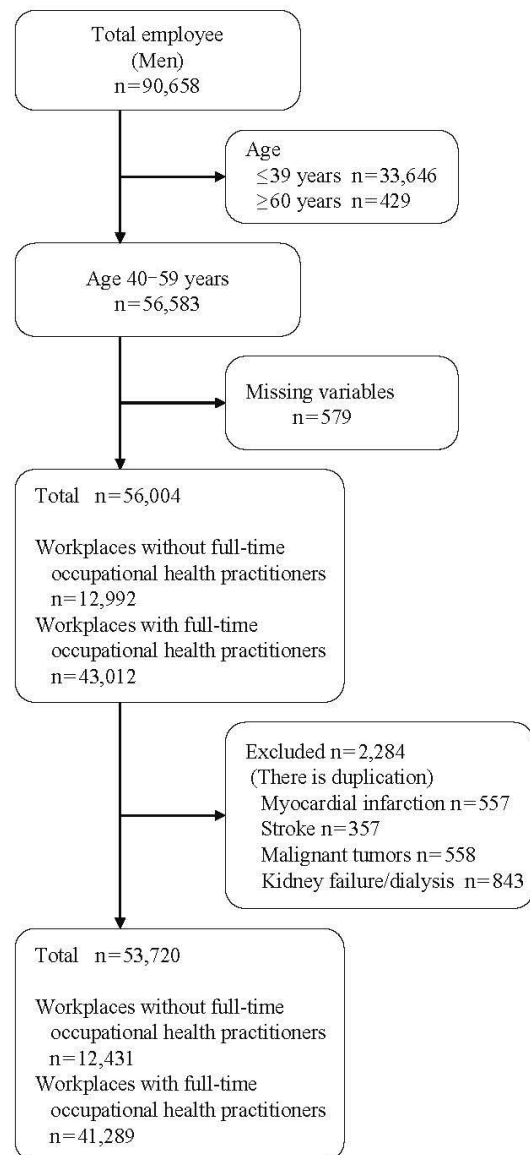 Total employee
(Men)
n=90,658
Age
≤39 years n=33,646
≥60 years n=429
Age 40−59 years
n=56,583
Missing variables
n=579
Total n=56,004
Workplaces without full-time
occupational health practitioners
n=12,992
Workplaces with full-time
occupational health practitioners
n=43,012
Excluded n=2,284
(There is duplication)
Myocardial infarction n=557
Stroke n=357
Malignant tumors n=558
Kidney failure/dialysis n=843
Total n=53,720
Workplaces without full-time
occupational health practitioners
n=12,431
Workplaces with full-time
occupational health practitioners
n=41,289